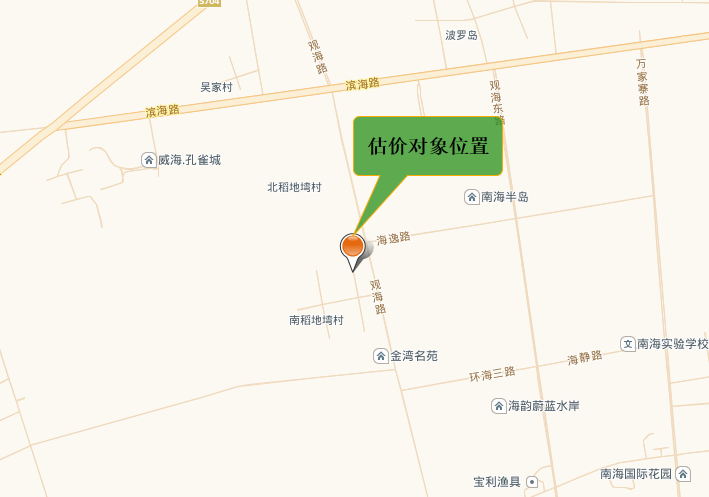 S704
波罗岛
观海路
万家寨路
吴家村
滨海路
观海东路
滨海路
估价对象位置
威海.孔雀城
北稻地塆村
南海半岛
海逸路
观海路
南稻地塆村
南海实验学校
金湾名苑
海静路
环海三路
海韵蔚蓝水岸
南海国际花园
宝利渔具
文